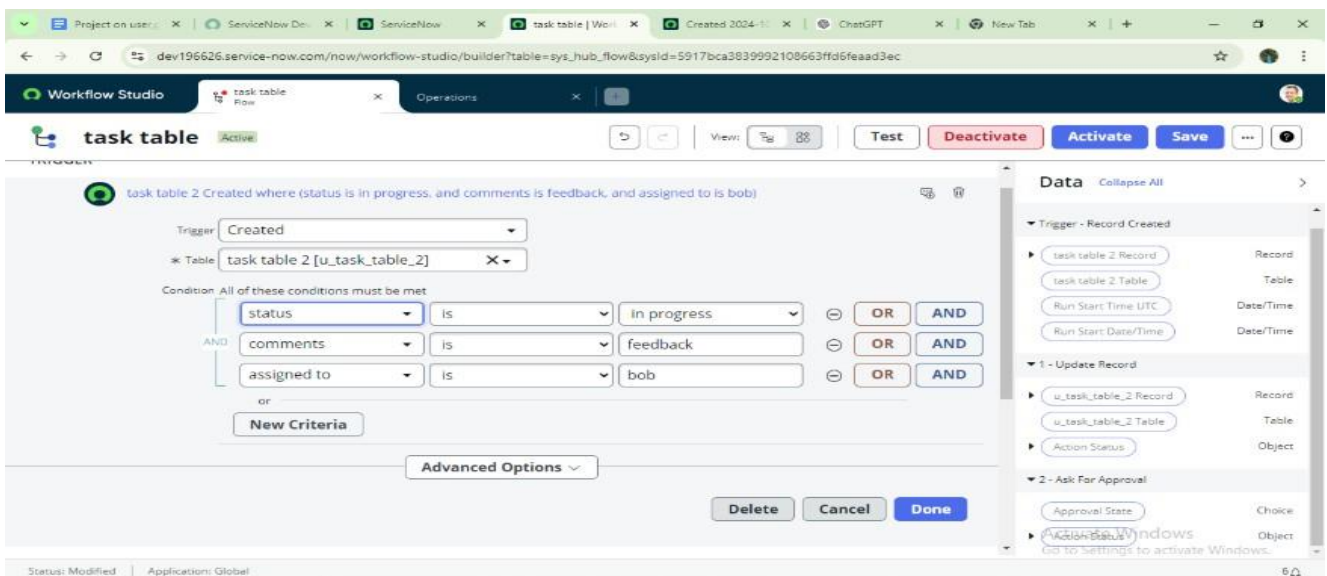 Project on user
ServiceNow De
ServiceNow
task table | Wor
Created 2024-1
ChatGPT
New Tab
dev196626.service-now.com/now/workflow-studio/builder?table=sys_hub_flow&sysId=5917bca3839992108663ffd6feaad3ec
Workflow Studio
task table
Flow
Operations
task table
Active
View:
Test
Deactivate
Activate
Save
TRIGGER
task table 2 Created where (status is in progress, and comments is feedback, and assigned to is bob)
Trigger
Created
* Table
task table 2 [u_task_table_2]
Condition All of these conditions must be met
status is in progress OR AND
AND comments is feedback OR AND
assigned to is bob OR AND
or
New Criteria
Advanced Options
Delete Cancel Done
Data Collapse All
Trigger - Record Created
task table 2 Record Record
task table 2 Table Table
Run Start Time UTC Date/Time
Run Start Date/Time Date/Time
1 - Update Record
u_task_table_2 Record Record
u_task_table_2 Table Table
Action Status Object
2 - Ask For Approval
Approval State Choice
Action Status Object
Activate Windows
Go to Settings to activate Windows.
Status: Modified | Application: Global
6